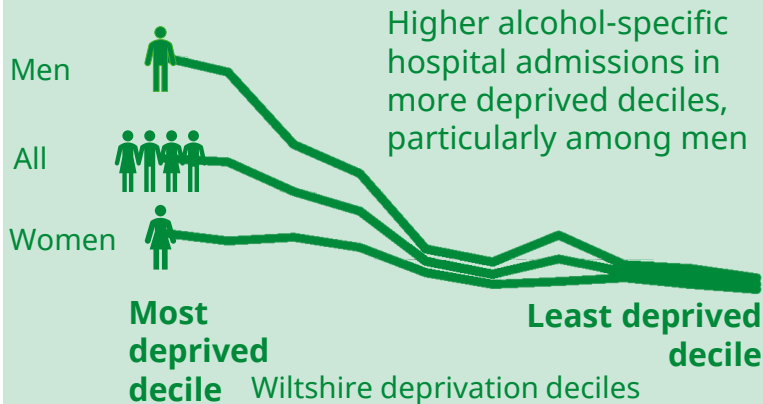 Higher alcohol-specific
hospital admissions in
more deprived deciles,
particularly among men
Men
All
Women
Most
deprived
decile
Least deprived
decile
Wiltshire deprivation deciles